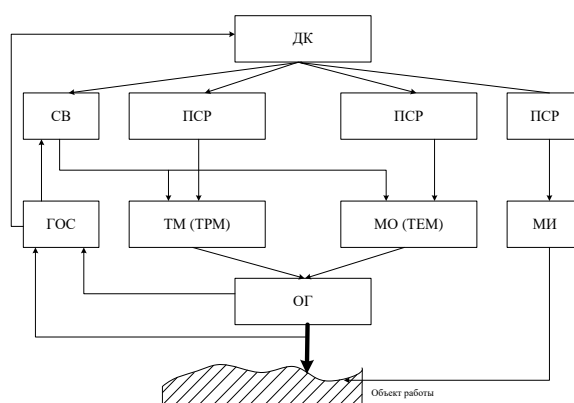 ДК
СВ
ПСР
ПСР
ПСР
ГОС
ТМ (ТРМ)
МО (ТЕМ)
МИ
ОГ
Объект работы